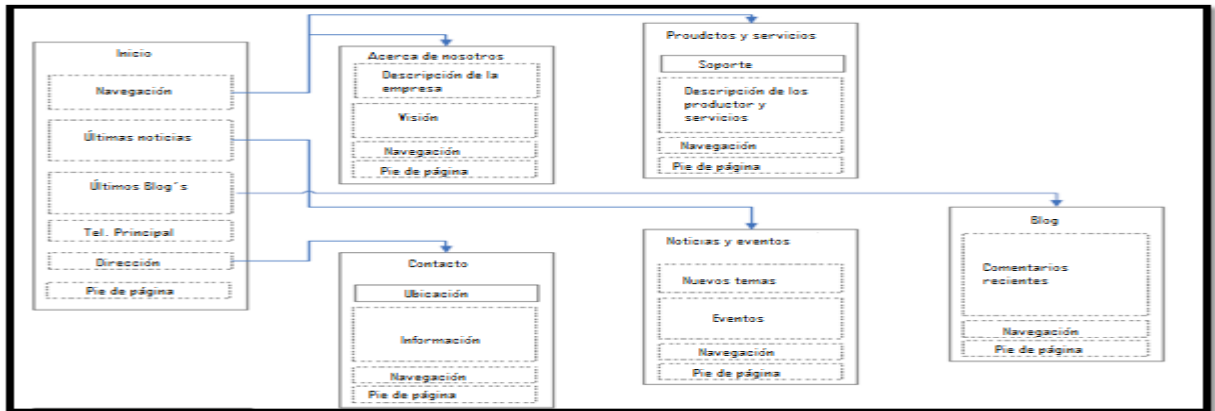 Inicio
Navegación
Últimas noticias
Últimos Blog´s
Tel. Principal
Dirección
Pie de página
Acerca de nosotros
Descripción de la
empresa
Visión
Navegación
Pie de página
Proudctos y servicios
Soporte
Descripción de los
productor y
servicios
Navegación
Pie de página
Contacto
Ubicación
Información
Navegación
Pie de página
Noticias y eventos
Nuevos temas
Eventos
Navegación
Pie de página
Blog
Comentarios
recientes
Navegación
Pie de página